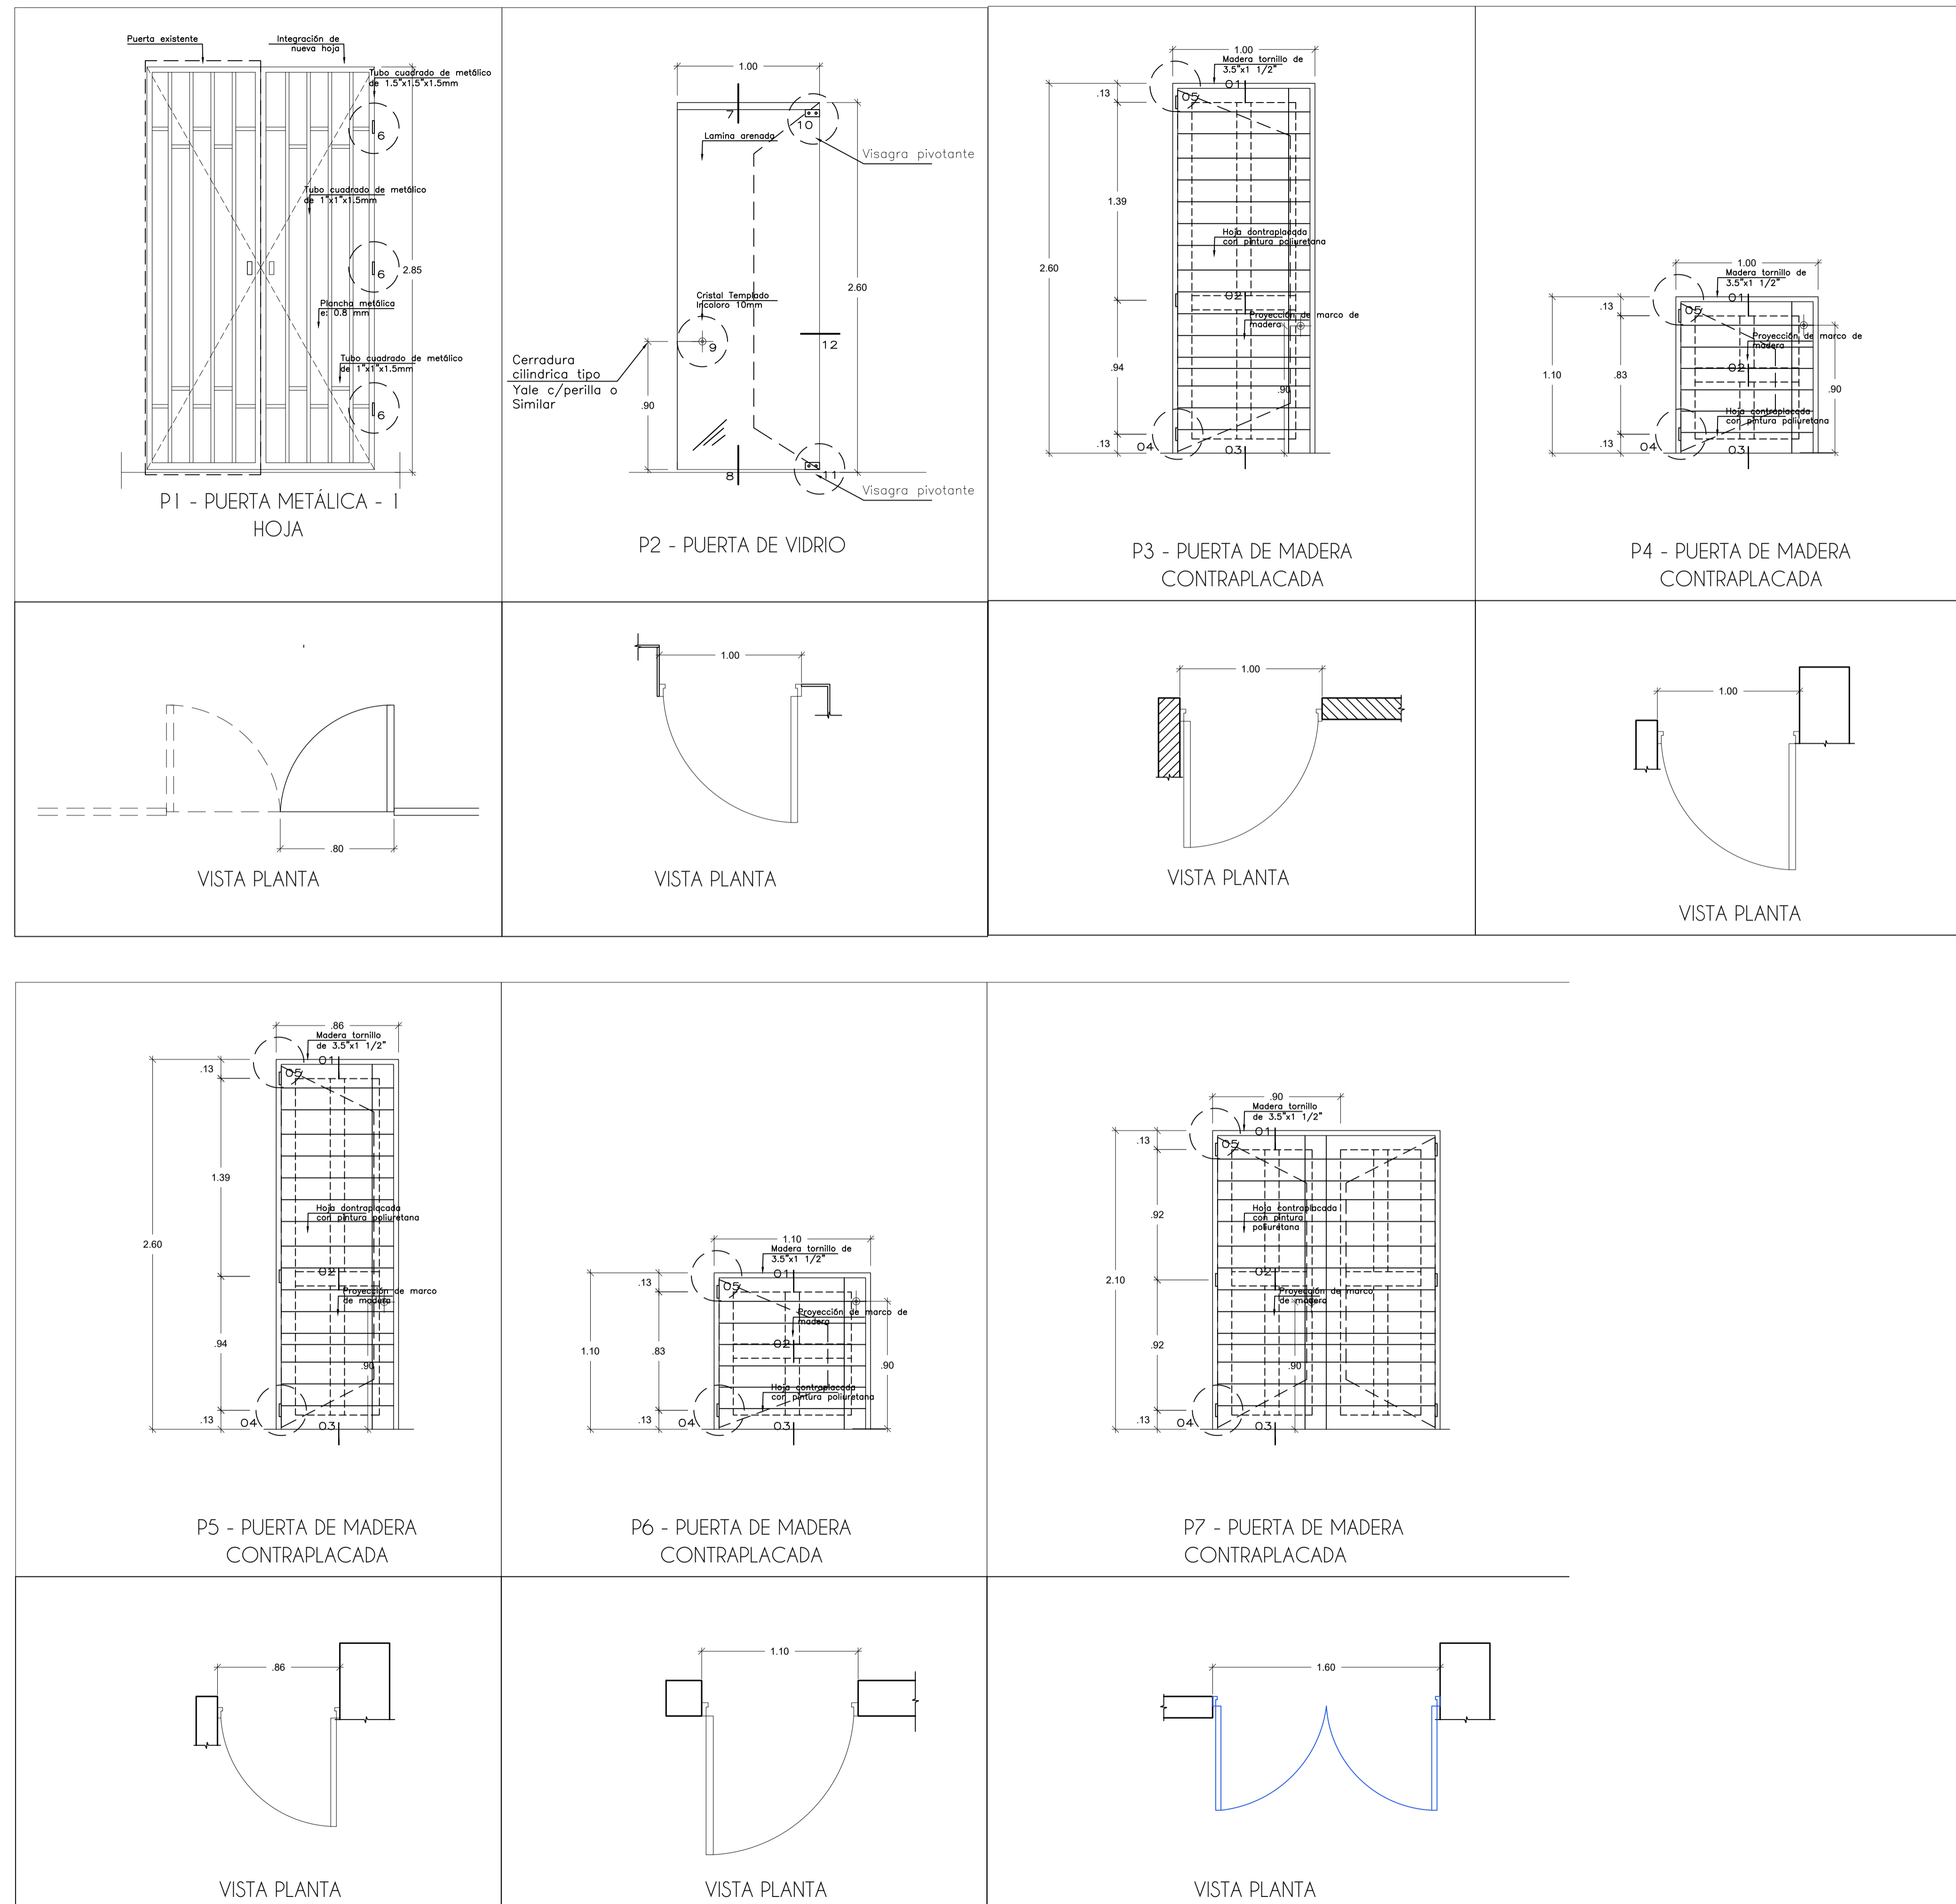 Puerta existente
Integración de
nueva hoja
Tubo cuadrado de metálico
de 1.5"x1.5"x1.5mm
6
Tubo cuadrado de metálico
de 1"x1"x1.5mm
6
2.85
Plancha metálica
e: 0.8 mm
Tubo cuadrado de metálico
de 1"x1"x1.5mm
6
P1 - PUERTA METÁLICA - 1
HOJA
1.00
7
10
Lamina arenada
Visagra pivotante
2.60
Cristal Templado
Incoloro 10mm
9
12
Cerradura
cilindrica tipo
Yale c/perilla o
Similar
.90
8
11
Visagra pivotante
P2 - PUERTA DE VIDRIO
1.00
Madera tornillo de
3.5"x1 1/2"
01
05
.13
1.39
Hoja dontraplacada
con pintura poliuretana
2.60
02
Proyección de marco de
madera
.94
.90
.13
04
03
P3 - PUERTA DE MADERA
CONTRAPLACADA
1.00
Madera tornillo de
3.5"x1 1/2"
01
05
.13
Proyección de marco de
madera
02
1.10
.83
.90
Hoja contraplacada
con pintura poliuretana
.13
04
03
P4 - PUERTA DE MADERA
CONTRAPLACADA
.80
VISTA PLANTA
1.00
VISTA PLANTA
1.00
VISTA PLANTA
1.00
VISTA PLANTA
.86
Madera tornillo
de 3.5"x1 1/2"
01
05
.13
1.39
Hoja dontraplacada
con pintura poliuretana
2.60
02
Proyección de marco
de madera
.94
.90
.13
04
03
P5 - PUERTA DE MADERA
CONTRAPLACADA
1.10
Madera tornillo de
3.5"x1 1/2"
01
05
.13
Proyección de marco de
madera
02
1.10
.83
.90
Hoja contraplacada
con pintura poliuretana
.13
04
03
P6 - PUERTA DE MADERA
CONTRAPLACADA
.90
Madera tornillo
de 3.5"x1 1/2"
01
05
.13
.92
Hoja contraplacada
con pintura
poliuretana
02
2.10
Proyección de marco
de madera
.92
.90
.13
04
03
P7 - PUERTA DE MADERA
CONTRAPLACADA
.86
VISTA PLANTA
1.10
VISTA PLANTA
1.60
VISTA PLANTA